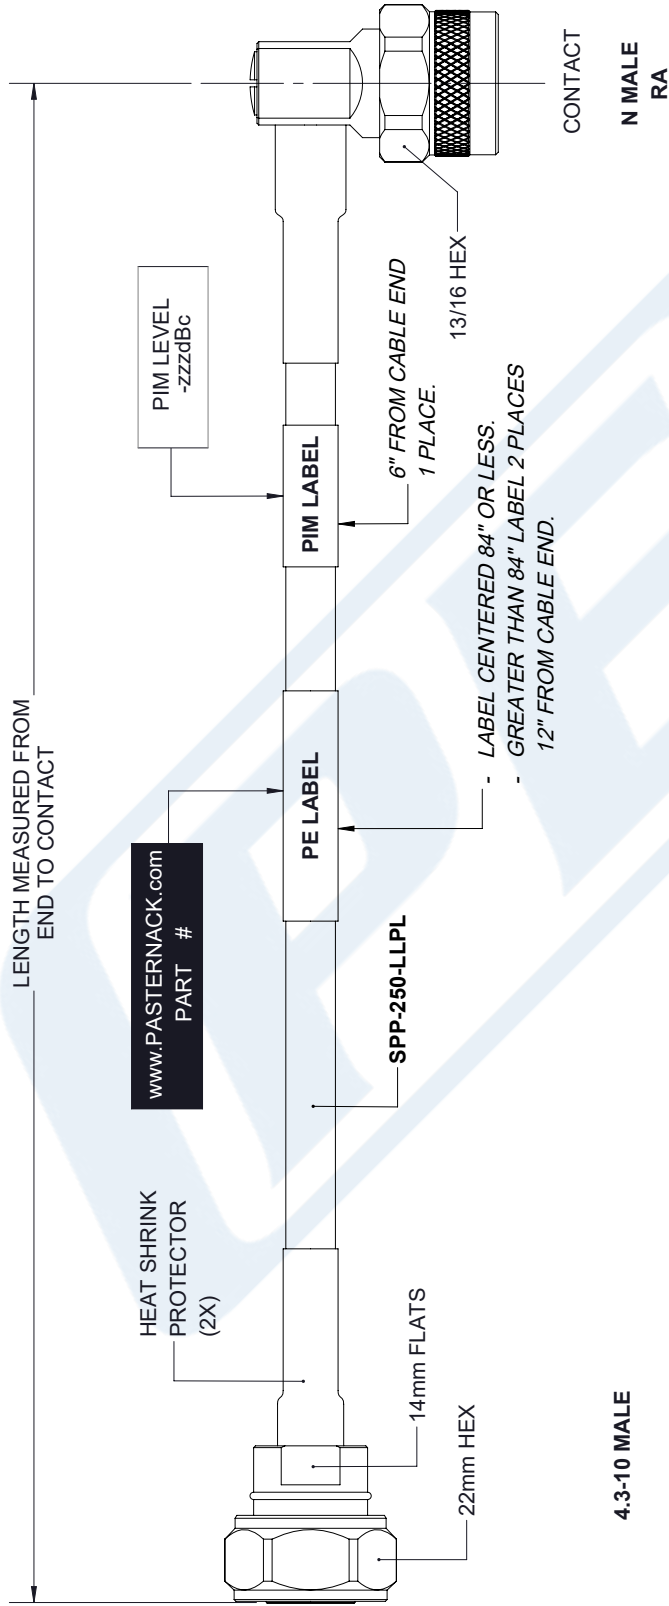 LENGTH MEASURED FROM
END TO CONTACT
HEAT SHRINK
PROTECTOR
(2X)
www.PASTERNACK.com
PART #
PIM LEVEL
-zzzdBc
PE LABEL
PIM LABEL
14mm FLATS
22mm HEX
SPP-250-LLPL
- LABEL CENTERED 84" OR LESS.
- GREATER THAN 84" LABEL 2 PLACES
12" FROM CABLE END.
6" FROM CABLE END
1 PLACE.
13/16 HEX
CONTACT
4.3-10 MALE
N MALE
RA
PE